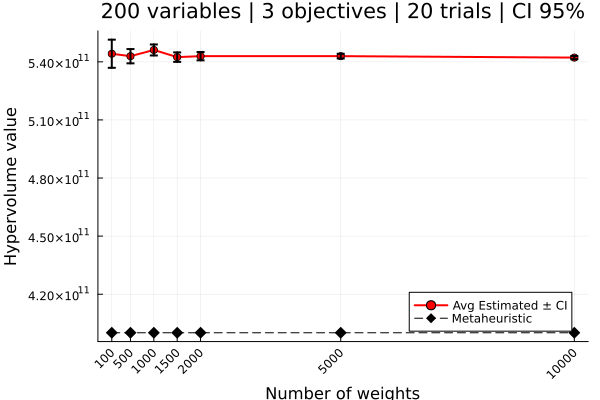 200 variables | 3 objectives | 20 trials | CI 95%
Hypervolume value
5.40×10¹¹
5.10×10¹¹
4.80×10¹¹
4.50×10¹¹
4.20×10¹¹
Avg Estimated ± CI
Metaheuristic
100
500
1000
1500
2000
5000
10000
Number of weights